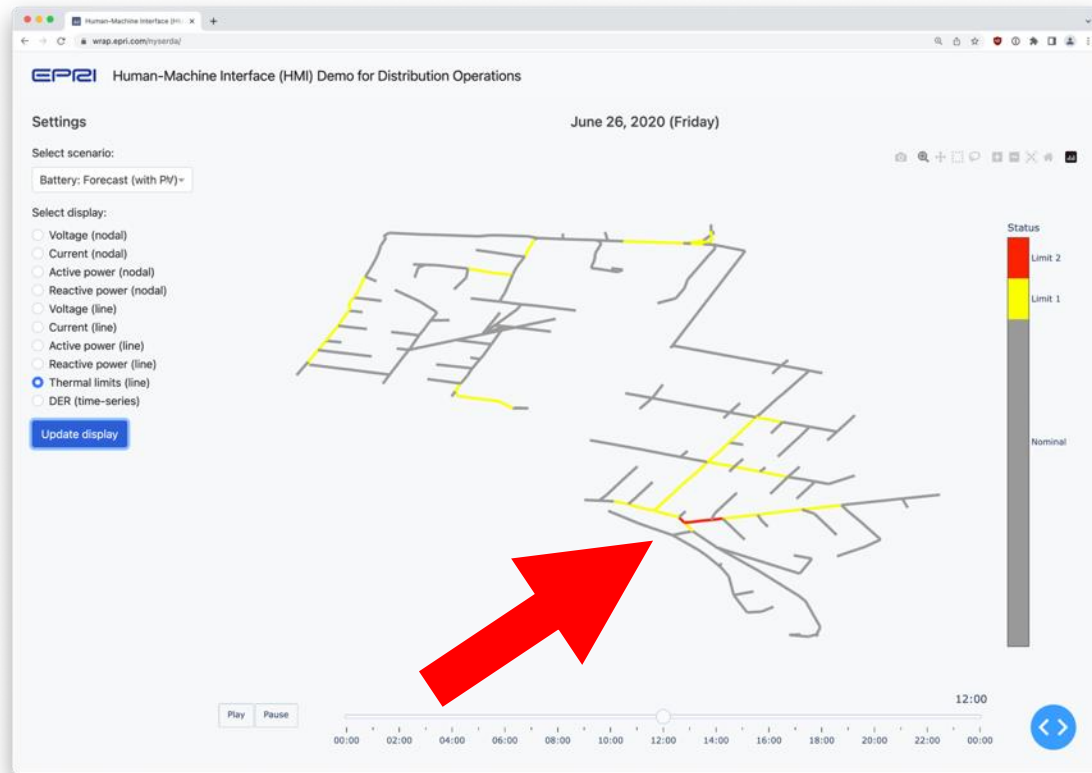 Human-Machine Interface (HMI
wrap.epri.com/nyserda/
EPRI Human-Machine Interface (HMI) Demo for Distribution Operations
Settings
June 26, 2020 (Friday)
Select scenario:
Battery: Forecast (with PV)
Select display:
Voltage (nodal)
Current (nodal)
Active power (nodal)
Reactive power (nodal)
Voltage (line)
Current (line)
Active power (line)
Reactive power (line)
Thermal limits (line)
DER (time-series)
Update display
Status
Limit 2
Limit 1
Nominal
12:00
Play Pause
00:00 02:00 04:00 06:00 08:00 10:00 12:00 14:00 16:00 18:00 20:00 22:00 00:00